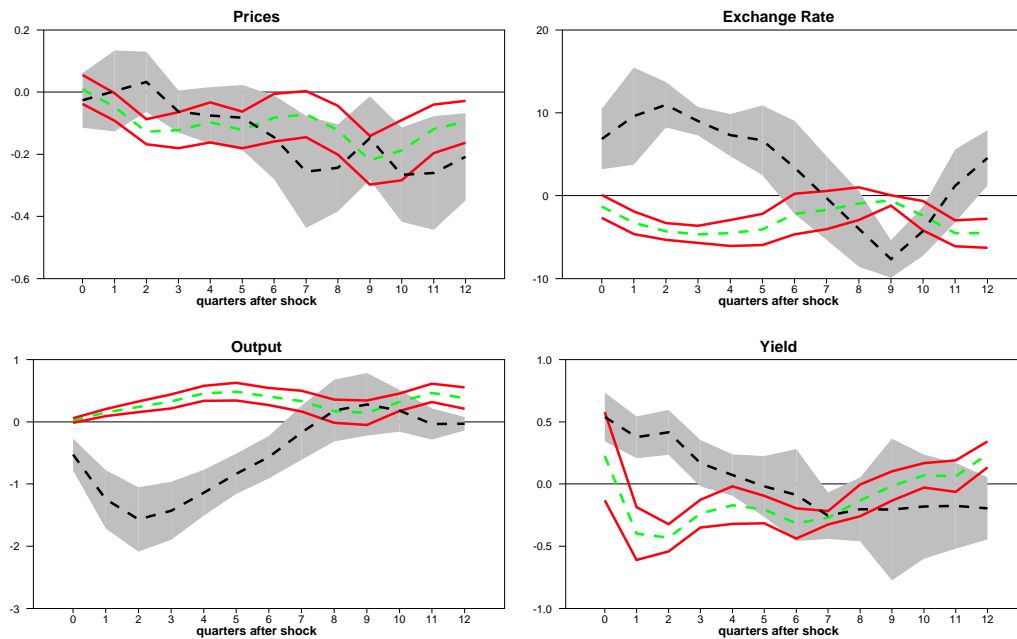 Prices
0.2
0.0
-0.2
-0.4
-0.6
0 1 2 3 4 5 6 7 8 9 10 11 12
quarters after shock
Exchange Rate
20
10
0
-10
0 1 2 3 4 5 6 7 8 9 10 11 12
quarters after shock
Output
1
0
-1
-2
-3
0 1 2 3 4 5 6 7 8 9 10 11 12
quarters after shock
Yield
1.0
0.5
0.0
-0.5
-1.0
0 1 2 3 4 5 6 7 8 9 10 11 12
quarters after shock